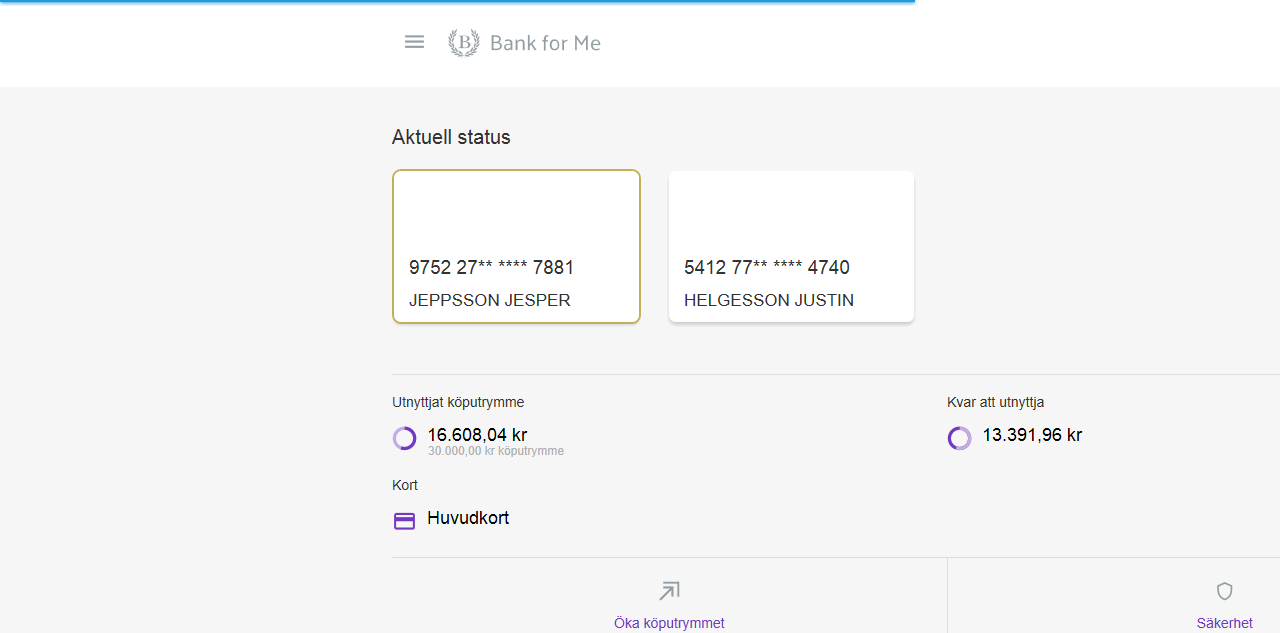 B Bank for Me
Aktuell status
9752 27** **** 7881
JEPPSSON JESPER
5412 77** **** 4740
HELGESSON JUSTIN
Utnyttjat köputrymme
16.608,04 kr
30.000,00 kr köputrymme
Kvar att utnyttja
13.391,96 kr
Kort
Huvudkort
Öka köputrymmet
Säkerhet